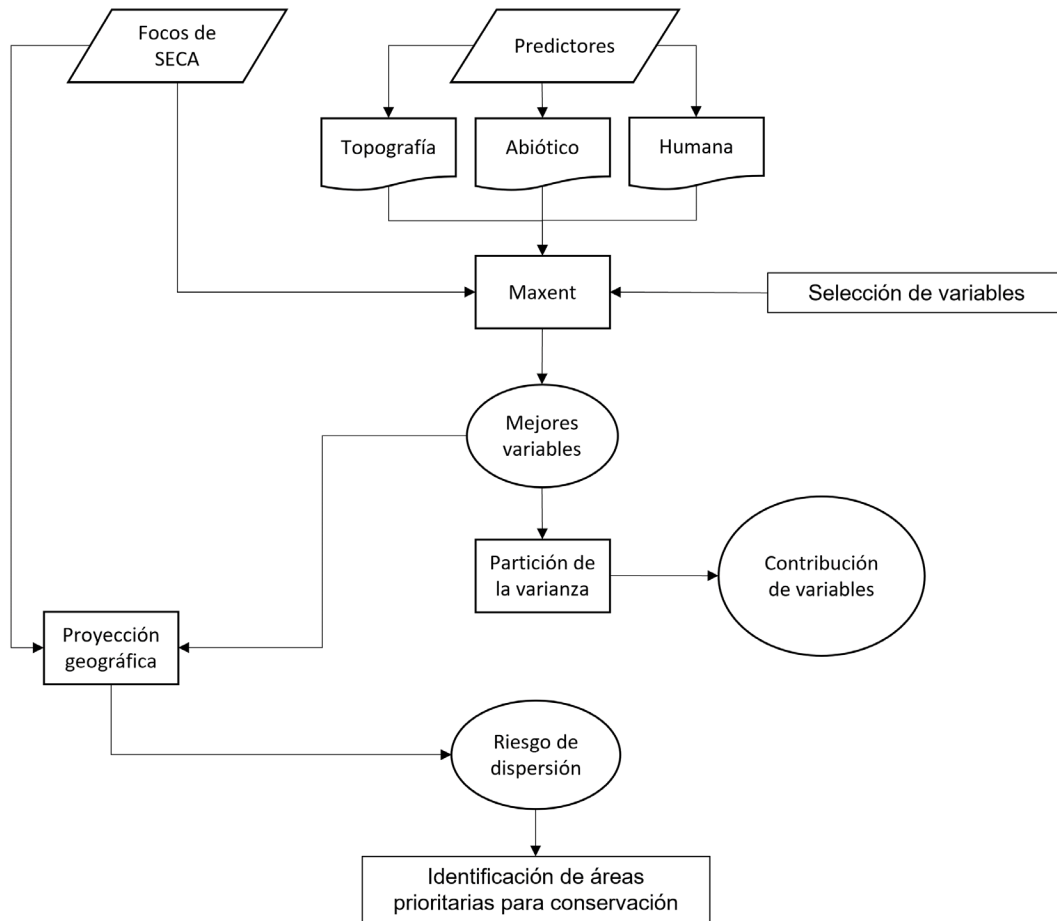 Focos de
SECA
Predictores
Topografía
Abiótico
Humana
Maxent
Selección de variables
Mejores
variables
Partición de
la varianza
Contribución
de variables
Proyección
geográfica
Riesgo de
dispersión
Identificación de áreas
prioritarias para conservación